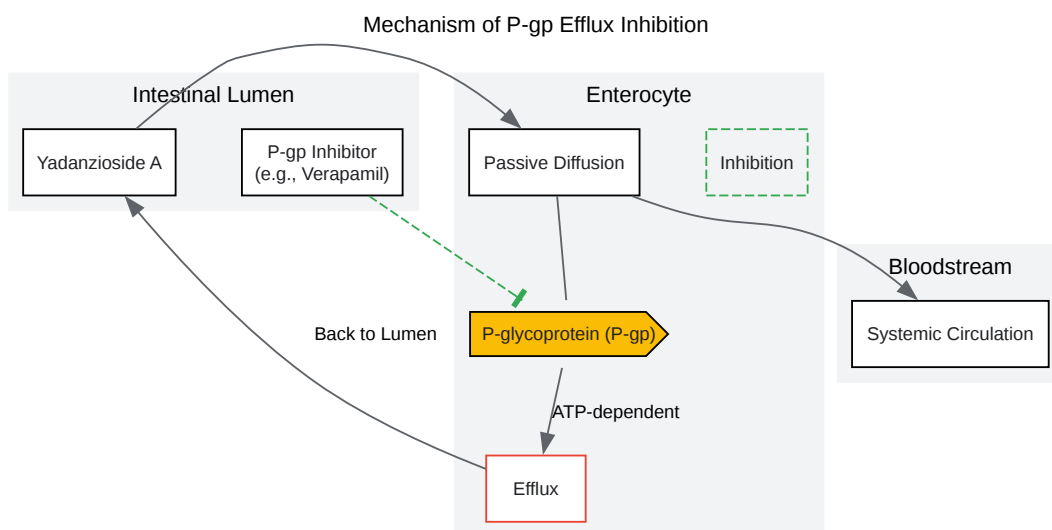 Mechanism of P-gp Efflux Inhibition
Intestinal Lumen
Enterocyte
Yadanzioside A
P-gp Inhibitor
(e.g., Verapamil)
Passive Diffusion
Inhibition
Bloodstream
Systemic Circulation
Back to Lumen
P-glycoprotein (P-gp)
ATP-dependent
Efflux